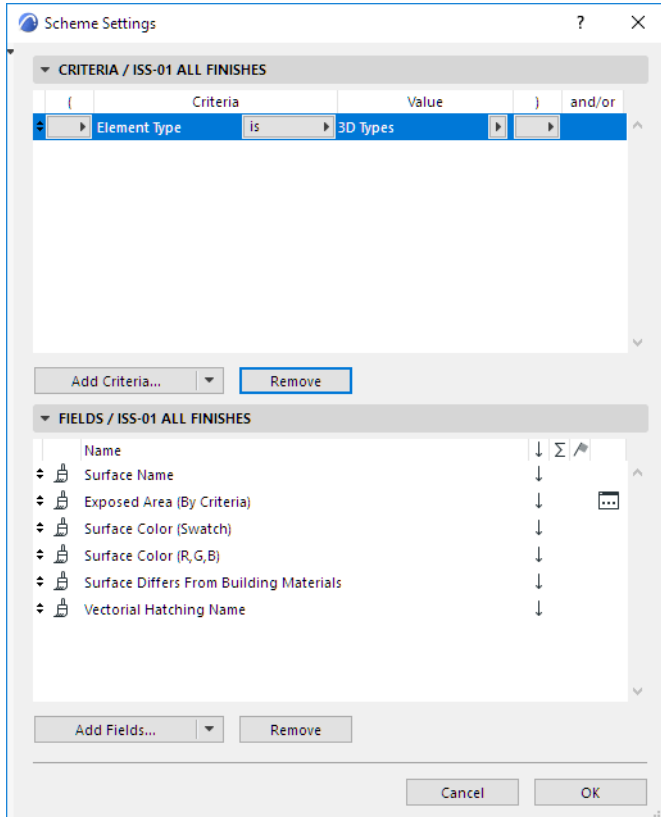 Scheme Settings ? ×
CRITERIA / ISS-01 ALL FINISHES
( Criteria Value ) and/or
Element Type is 3D Types
Add Criteria... Remove
FIELDS / ISS-01 ALL FINISHES
Name ↓ Σ
Surface Name ↓
Exposed Area (By Criteria) ↓ ...
Surface Color (Swatch) ↓
Surface Color (R,G,B) ↓
Surface Differs From Building Materials ↓
Vectorial Hatching Name ↓
Add Fields... Remove
Cancel OK